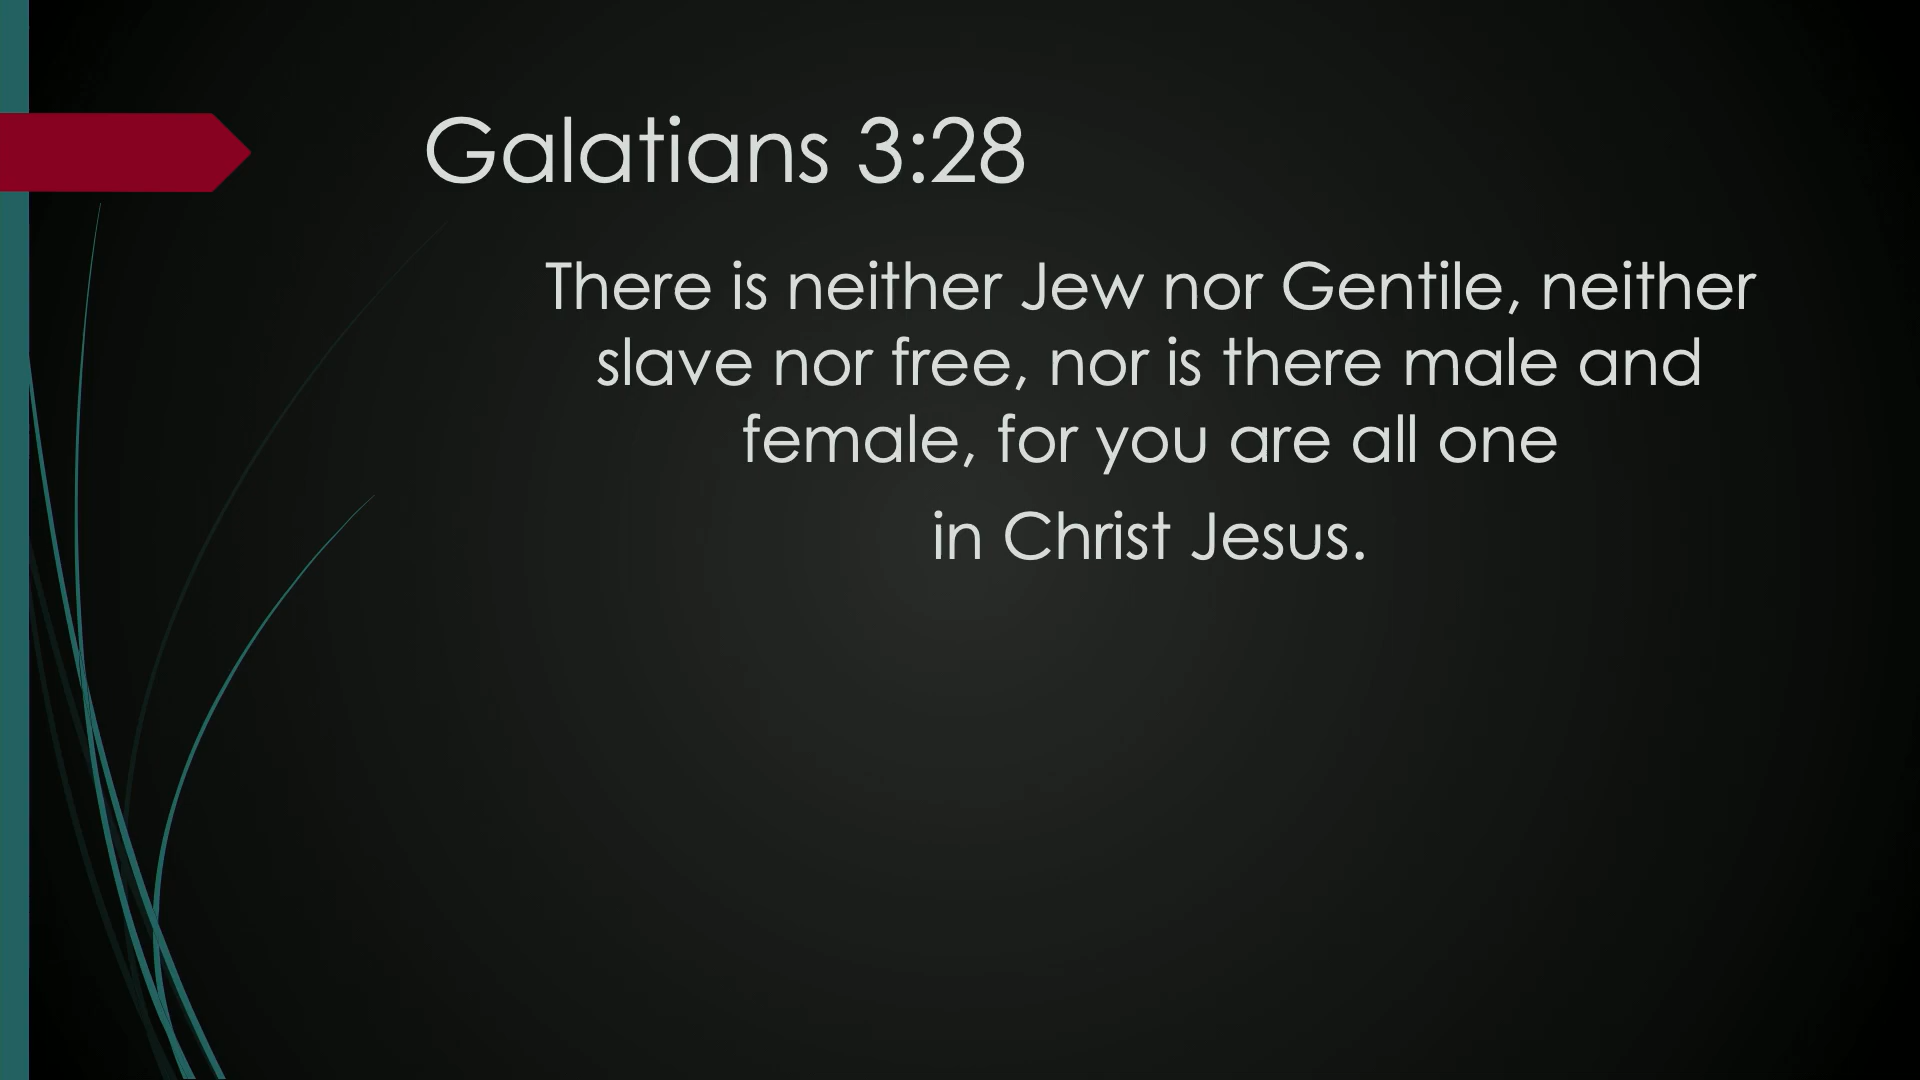 Galatians 3:28
There is neither Jew nor Gentile, neither
slave nor free, nor is there male and
female, for you are all one
in Christ Jesus.